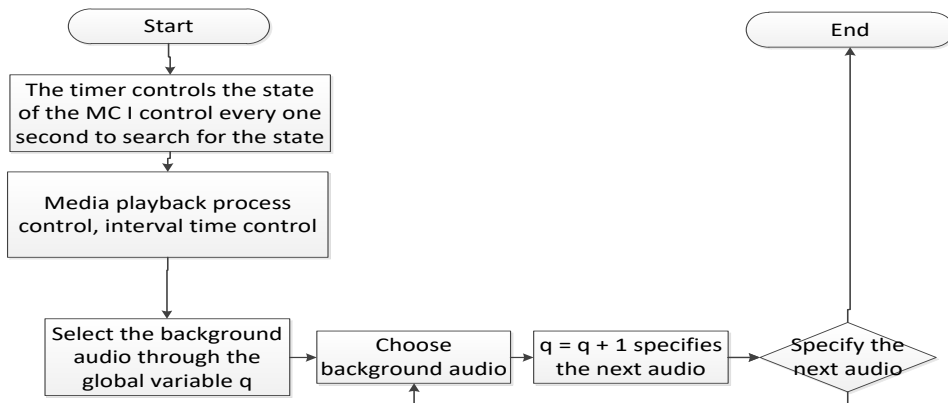 Start
End
The timer controls the state
of the MC I control every one
second to search for the state
Media playback process
control, interval time control
Select the background
audio through the
global variable q
Choose
background audio
q = q + 1 specifies
the next audio
Specify the
next audio